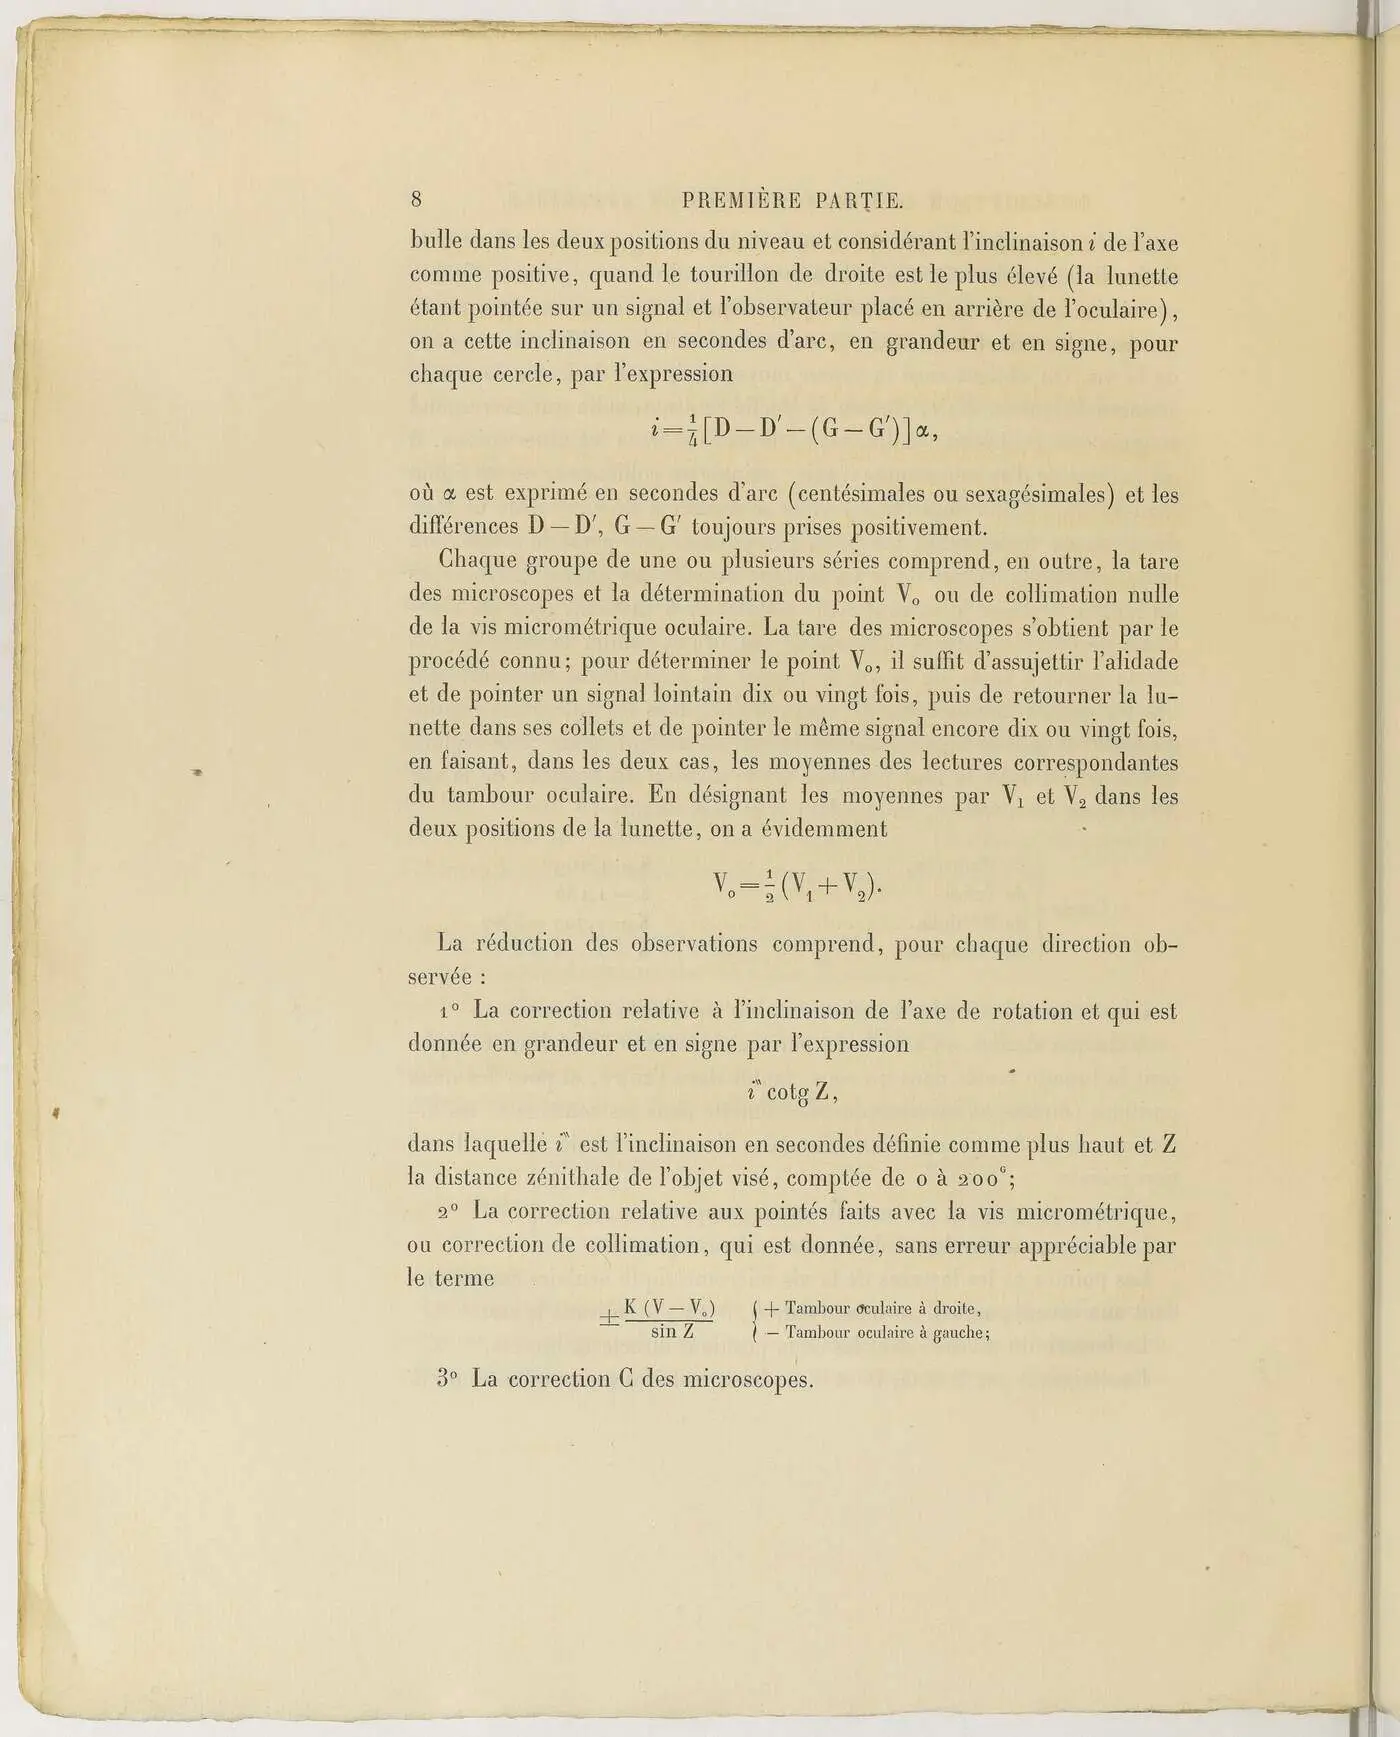 8 PREMIÈRE PARTIE.
bulle dans les deux positions du niveau et considérant l'inclinaison i de l'axe
comme positive, quand le tourillon de droite est le plus élevé (la lunette
étant pointée sur un signal et l'observateur placé en arrière de l'oculaire),
on a cette inclinaison en secondes d'arc, en grandeur et en signe, pour
chaque cercle, par l'expression
i=¼[D—D′—(G—G′)]α,
où α est exprimé en secondes d'arc (centésimales ou sexagésimales) et les
différences D—D′, G—G′ toujours prises positivement.
Chaque groupe de une ou plusieurs séries comprend, en outre, la tare
des microscopes et la détermination du point V₀ ou de collimation nulle
de la vis micrométrique oculaire. La tare des microscopes s'obtient par le
procédé connu; pour déterminer le point V₀, il suffit d'assujettir l'alidade
et de pointer un signal lointain dix ou vingt fois, puis de retourner la lu-
nette dans ses collets et de pointer le même signal encore dix ou vingt fois,
en faisant, dans les deux cas, les moyennes des lectures correspondantes
du tambour oculaire. En désignant les moyennes par V₁ et V₂ dans les
deux positions de la lunette, on a évidemment
V₀=½(V₁+V₂).
La réduction des observations comprend, pour chaque direction ob-
servée :
1° La correction relative à l'inclinaison de l'axe de rotation et qui est
donnée en grandeur et en signe par l'expression
i‶ cotg Z,
dans laquelle i‶ est l'inclinaison en secondes définie comme plus haut et Z
la distance zénithale de l'objet visé, comptée de 0 à 200ᴳ;
2° La correction relative aux pointés faits avec la vis micrométrique,
ou correction de collimation, qui est donnée, sans erreur appréciable par
le terme
± K (V — V₀) { + Tambour oculaire à droite,
sin Z { — Tambour oculaire à gauche;
3° La correction C des microscopes.